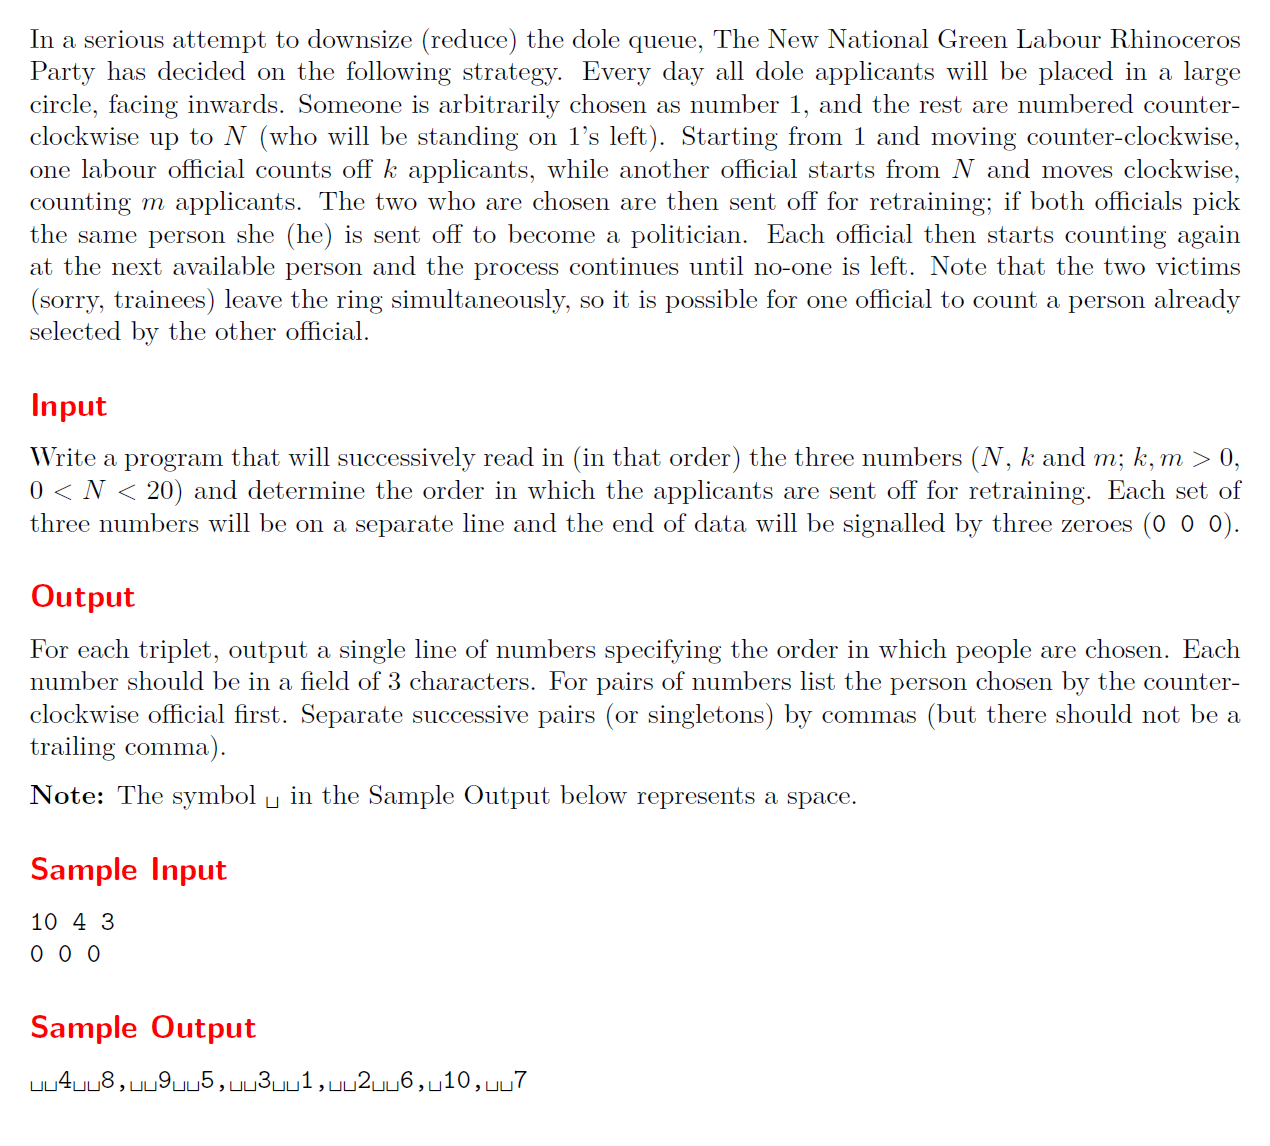 In a serious attempt to downsize (reduce) the dole queue, The New National Green Labour Rhinoceros
Party has decided on the following strategy. Every day all dole applicants will be placed in a large
circle, facing inwards. Someone is arbitrarily chosen as number 1, and the rest are numbered counter-
clockwise up to N (who will be standing on 1's left). Starting from 1 and moving counter-clockwise,
one labour official counts off k applicants, while another official starts from N and moves clockwise,
counting m applicants. The two who are chosen are then sent off for retraining; if both officials pick
the same person she (he) is sent off to become a politician. Each official then starts counting again
at the next available person and the process continues until no-one is left. Note that the two victims
(sorry, trainees) leave the ring simultaneously, so it is possible for one official to count a person already
selected by the other official.
Input
Write a program that will successively read in (in that order) the three numbers (N, k and m; k, m > 0,
0 < N < 20) and determine the order in which the applicants are sent off for retraining. Each set of
three numbers will be on a separate line and the end of data will be signalled by three zeroes (0 0 0).
Output
For each triplet, output a single line of numbers specifying the order in which people are chosen. Each
number should be in a field of 3 characters. For pairs of numbers list the person chosen by the counter-
clockwise official first. Separate successive pairs (or singletons) by commas (but there should not be a
trailing comma).
Note: The symbol ␣ in the Sample Output below represents a space.
Sample Input
10 4 3
0 0 0
Sample Output
␣␣4␣␣8,␣␣9␣␣5,␣␣3␣␣1,␣␣2␣␣6,␣10,␣␣7